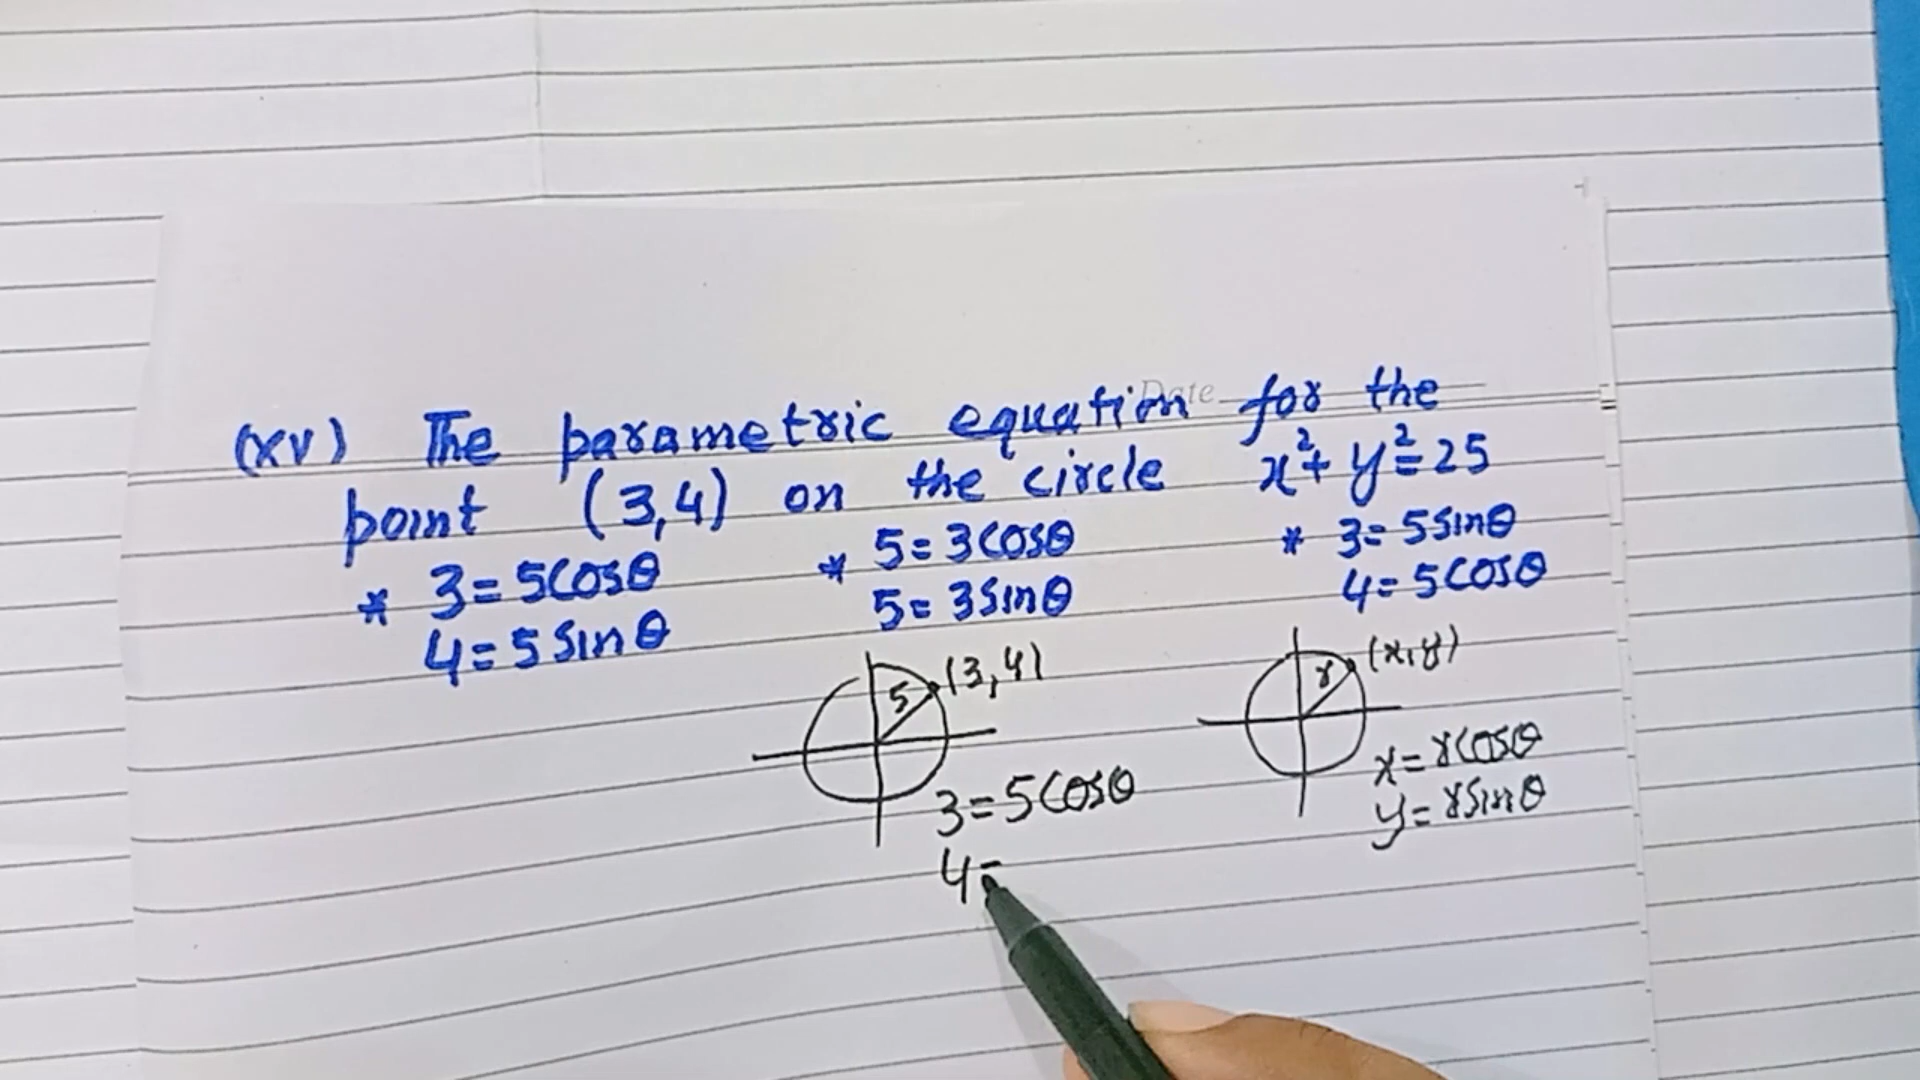 Date
(xv) The parametric equation for the
point (3,4) on the circle x²+ y²=25
* 3=5cosθ * 5=3cosθ * 3=5sinθ
4=5sinθ 5=3sinθ 4=5cosθ
5 (3,4) r (x,y)
x=rcosθ
3=5cosθ y=rsinθ
4=